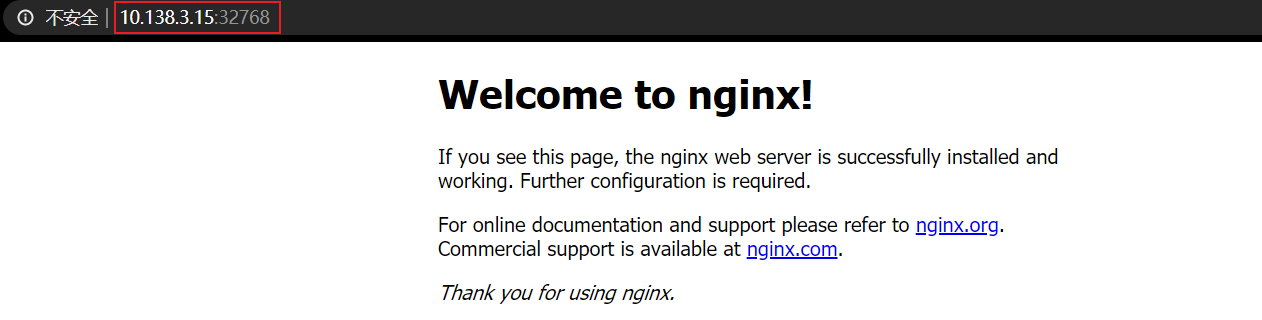 不安全 10.138.3.15:32768
Welcome to nginx!
If you see this page, the nginx web server is successfully installed and
working. Further configuration is required.
For online documentation and support please refer to nginx.org.
Commercial support is available at nginx.com.
Thank you for using nginx.